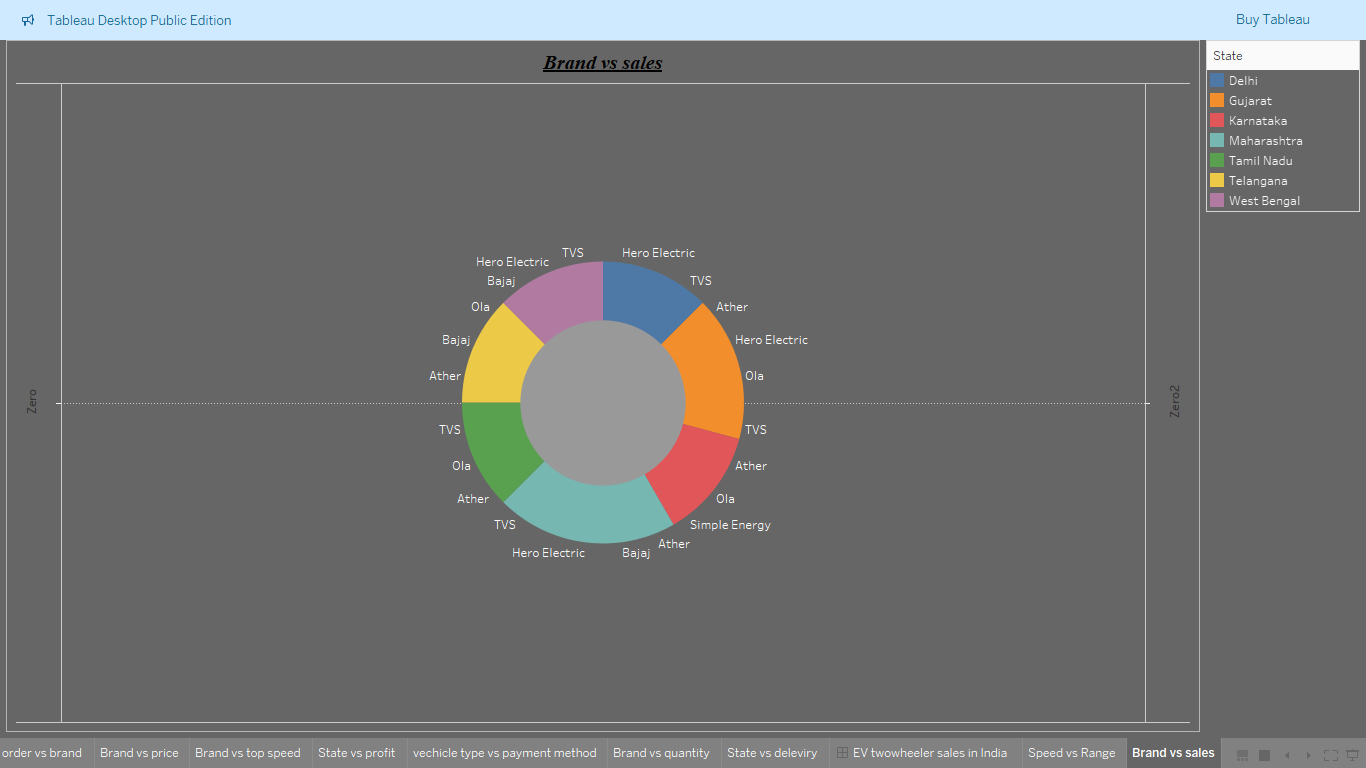 Tableau Desktop Public Edition
Buy Tableau
Brand vs sales
State
Delhi
Gujarat
Karnataka
Maharashtra
Tamil Nadu
Telangana
West Bengal
TVS
Hero Electric
Hero Electric
Bajaj
TVS
Ola
Ather
Bajaj
Hero Electric
Ather
Ola
Zero
Zero2
TVS
TVS
Ola
Ather
Ather
Ola
TVS
Simple Energy
Hero Electric
Bajaj
Ather
order vs brand
Brand vs price
Brand vs top speed
State vs profit
vechicle type vs payment method
Brand vs quantity
State vs deleviry
EV twowheeler sales in India
Speed vs Range
Brand vs sales